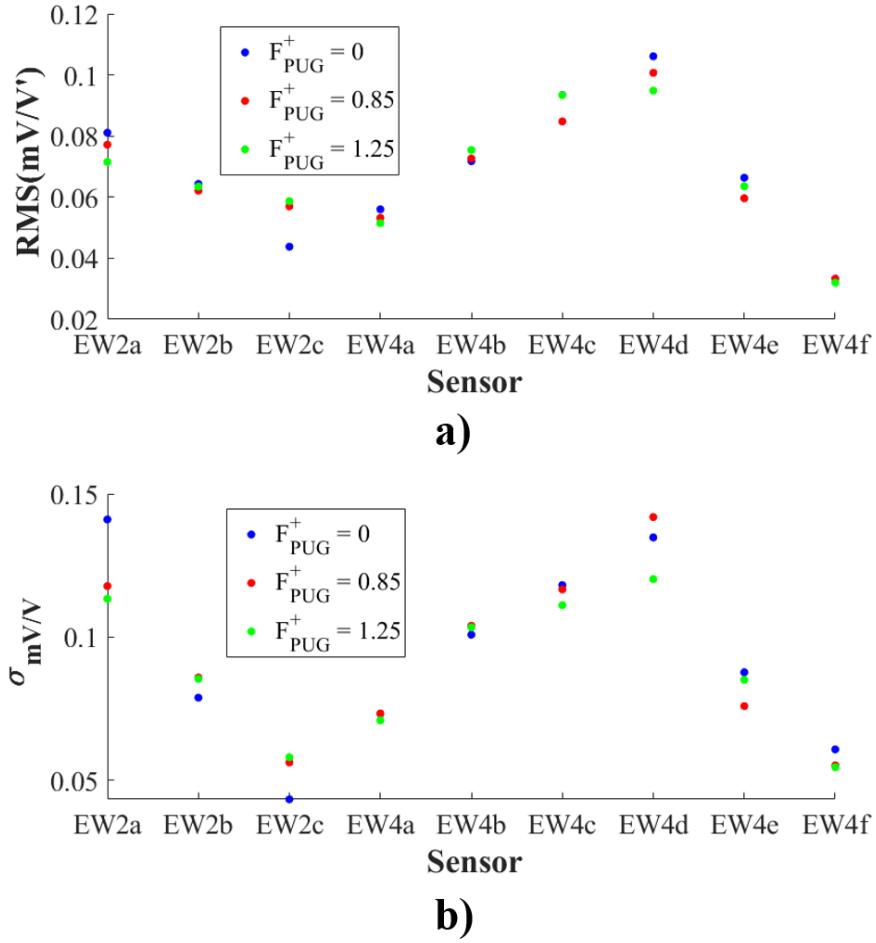 0.12
0.1
0.08
0.06
0.04
0.02
RMS(mV/V')
F+PUG = 0
F+PUG = 0.85
F+PUG = 1.25
EW2a EW2b EW2c EW4a EW4b EW4c EW4d EW4e EW4f
Sensor
a)
0.15
0.1
0.05
σmV/V
F+PUG = 0
F+PUG = 0.85
F+PUG = 1.25
EW2a EW2b EW2c EW4a EW4b EW4c EW4d EW4e EW4f
Sensor
b)